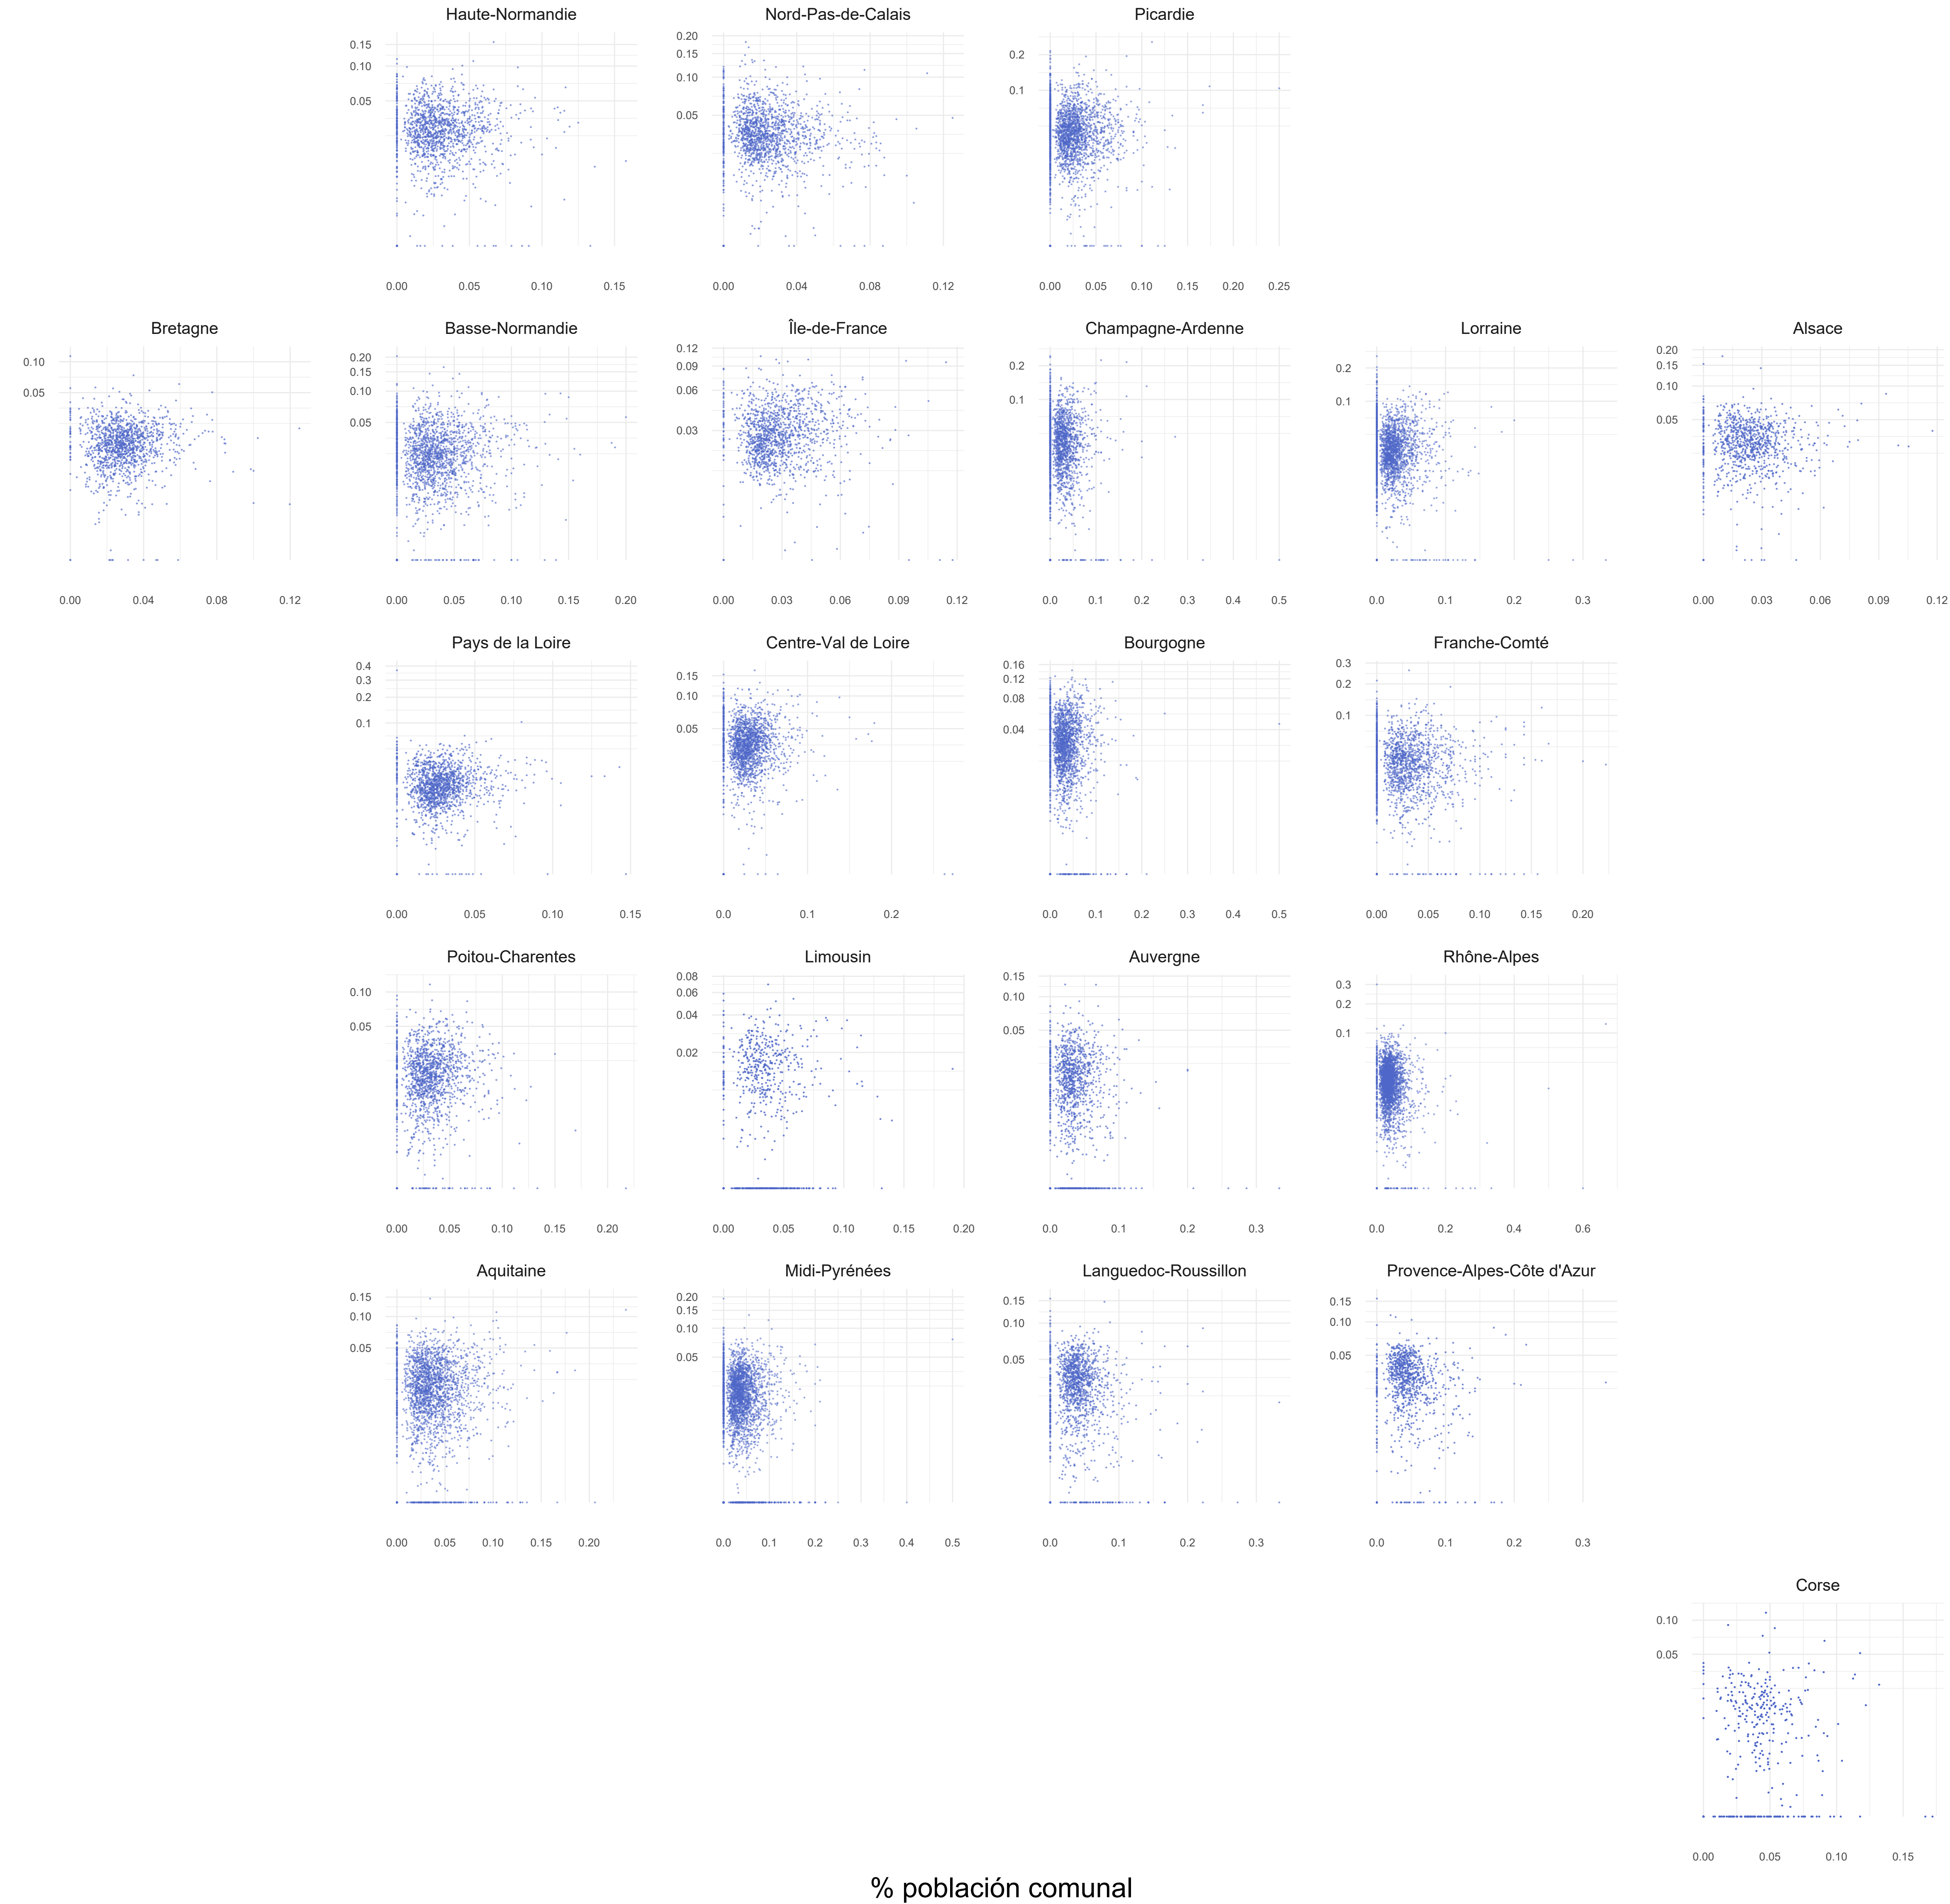 Haute-Normandie Nord-Pas-de-Calais Picardie
0.15 0.10 0.05
0.20 0.15 0.10 0.05
0.2 0.1
0.00 0.05 0.10 0.15
0.00 0.04 0.08 0.12
0.00 0.05 0.10 0.15 0.20 0.25
Bretagne Basse-Normandie Île-de-France Champagne-Ardenne Lorraine Alsace
0.10 0.05
0.20 0.15 0.10 0.05
0.12 0.09 0.06 0.03
0.2 0.1
0.2 0.1
0.20 0.15 0.10 0.05
0.00 0.04 0.08 0.12
0.00 0.05 0.10 0.15 0.20
0.00 0.03 0.06 0.09 0.12
0.0 0.1 0.2 0.3 0.4 0.5
0.0 0.1 0.2 0.3
0.00 0.03 0.06 0.09 0.12
Pays de la Loire Centre-Val de Loire Bourgogne Franche-Comté
0.4 0.3 0.2 0.1
0.15 0.10 0.05
0.16 0.12 0.08 0.04
0.3 0.2 0.1
0.00 0.05 0.10 0.15
0.0 0.1 0.2
0.0 0.1 0.2 0.3 0.4 0.5
0.00 0.05 0.10 0.15 0.20
Poitou-Charentes Limousin Auvergne Rhône-Alpes
0.10 0.05
0.08 0.06 0.04 0.02
0.15 0.10 0.05
0.3 0.2 0.1
0.00 0.05 0.10 0.15 0.20
0.00 0.05 0.10 0.15 0.20
0.0 0.1 0.2 0.3
0.0 0.2 0.4 0.6
Aquitaine Midi-Pyrénées Languedoc-Roussillon Provence-Alpes-Côte d'Azur
0.15 0.10 0.05
0.20 0.15 0.10 0.05
0.15 0.10 0.05
0.15 0.10 0.05
0.00 0.05 0.10 0.15 0.20
0.0 0.1 0.2 0.3 0.4 0.5
0.0 0.1 0.2 0.3
0.0 0.1 0.2 0.3
Corse
0.10
0.05
0.00 0.05 0.10 0.15
% población comunal